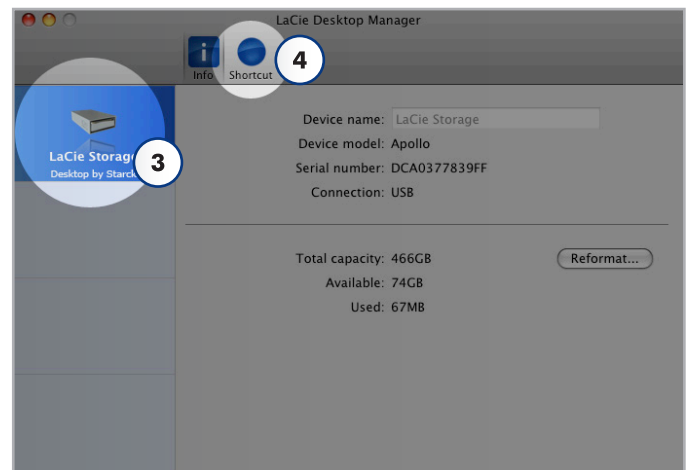 LaCie Desktop Manager
Info
Shortcut
4
LaCie Storage
Desktop by Starck
3
Device name: LaCie Storage
Device model: Apollo
Serial number: DCA0377839FF
Connection: USB
Total capacity: 466GB
Reformat...
Available: 74GB
Used: 67MB